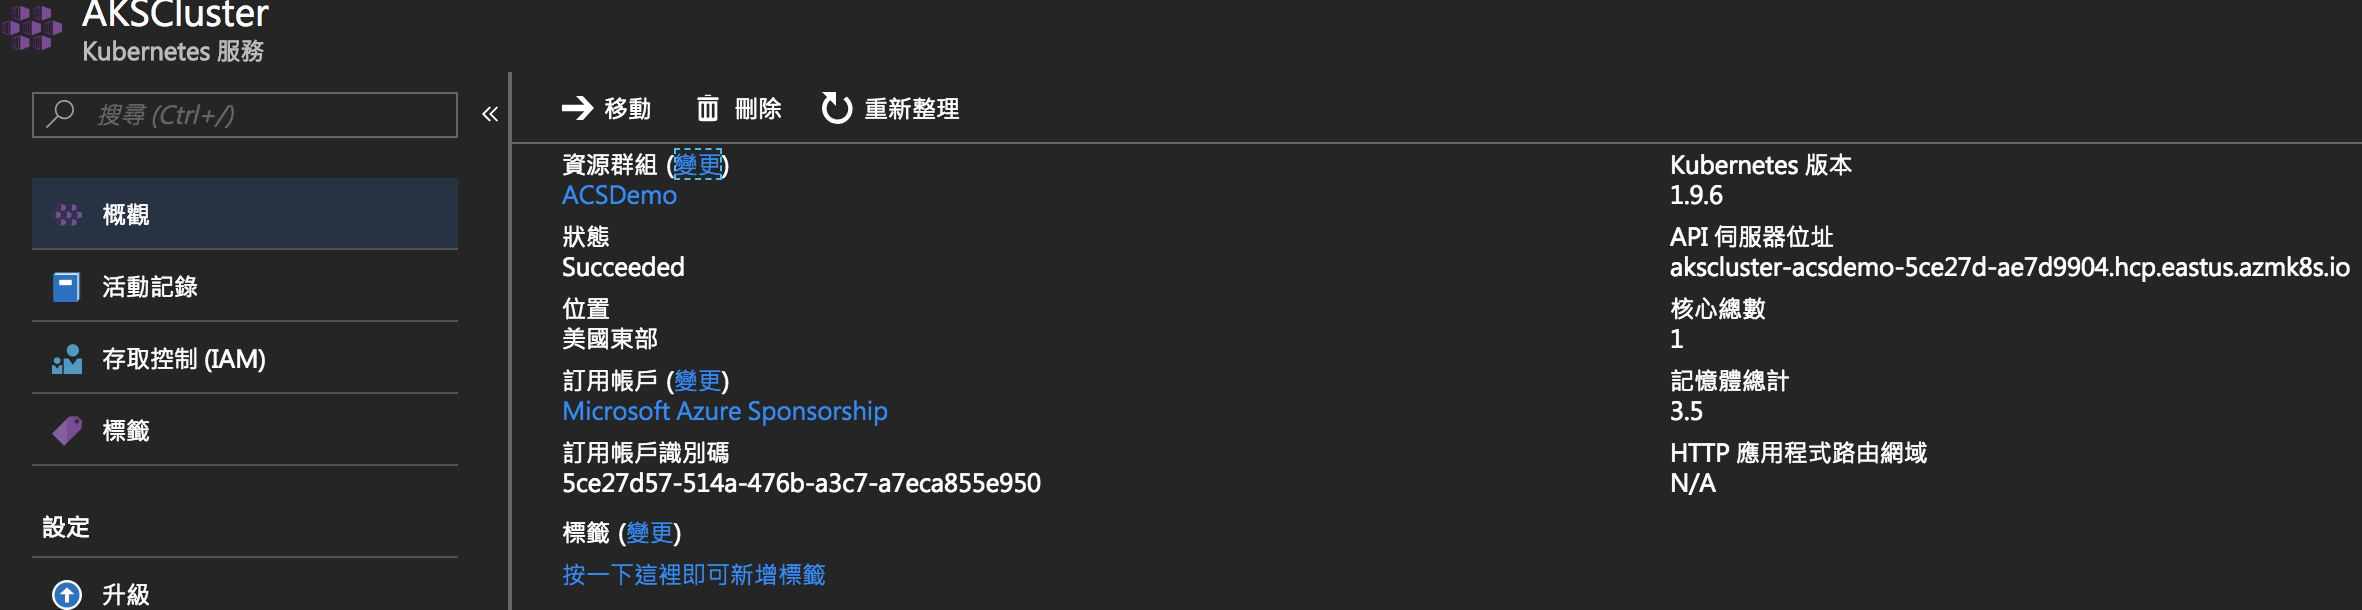 AKSCluster
Kubernetes 服務
搜尋 (Ctrl+/)
«
概觀
活動記錄
存取控制 (IAM)
標籤
設定
升級
移動 刪除 重新整理
資源群組 (變更)
ACSDemo
狀態
Succeeded
位置
美國東部
訂用帳戶 (變更)
Microsoft Azure Sponsorship
訂用帳戶識別碼
5ce27d57-514a-476b-a3c7-a7eca855e950
標籤 (變更)
按一下這裡即可新增標籤
Kubernetes 版本
1.9.6
API 伺服器位址
akscluster-acsdemo-5ce27d-ae7d9904.hcp.eastus.azmk8s.io
核心總數
1
記憶體總計
3.5
HTTP 應用程式路由網域
N/A